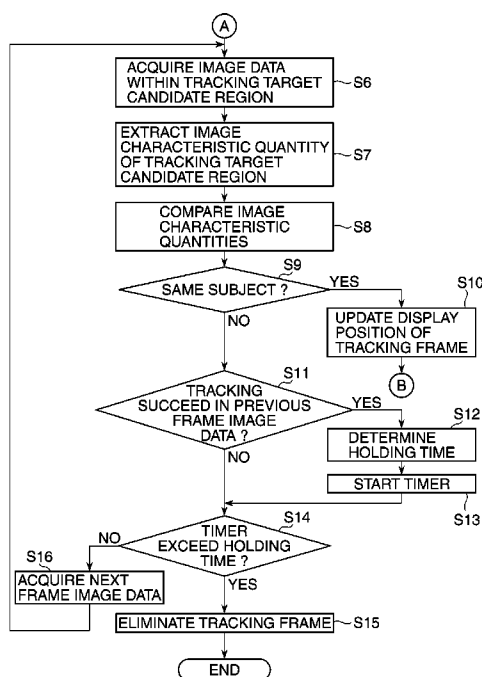 A
ACQUIRE IMAGE DATA
WITHIN TRACKING TARGET
CANDIDATE REGION
S6
EXTRACT IMAGE
CHARACTERISTIC QUANTITY
OF TRACKING TARGET
CANDIDATE REGION
S7
COMPARE IMAGE
CHARACTERISTIC
QUANTITIES
S8
S9
SAME SUBJECT ?
YES
NO
S10
UPDATE DISPLAY
POSITION OF
TRACKING FRAME
B
S11
TRACKING
SUCCEED IN PREVIOUS
FRAME IMAGE
DATA ?
YES
NO
S12
DETERMINE
HOLDING TIME
START TIMER
S13
S14
TIMER
EXCEED HOLDING
TIME ?
NO
YES
S16
ACQUIRE NEXT
FRAME IMAGE DATA
ELIMINATE TRACKING FRAME
S15
END